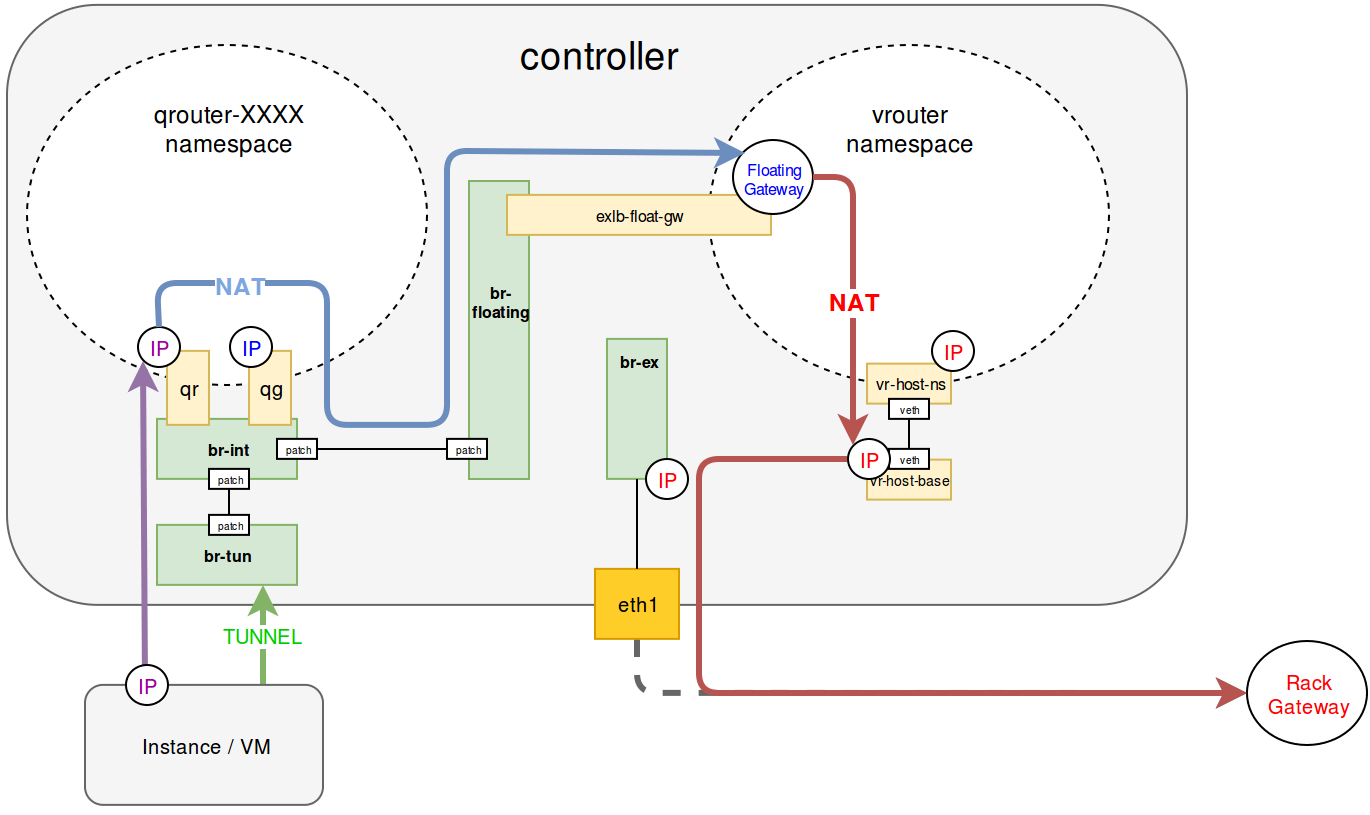 controller
qrouter-XXXX
namespace
vrouter
namespace
Floating
Gateway
exlb-float-gw
NAT
br-
floating
NAT
IP
IP
IP
qr
qg
br-ex
vr-host-ns
veth
br-int
patch
patch
IP
veth
vr-host-base
IP
patch
patch
br-tun
eth1
TUNNEL
IP
Instance / VM
Rack
Gateway